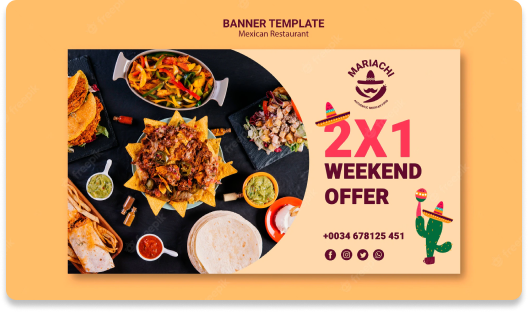 BANNER TEMPLATE
Mexican Restaurant
MARIACHI
2X1
WEEKEND
OFFER
+0034 678125 451